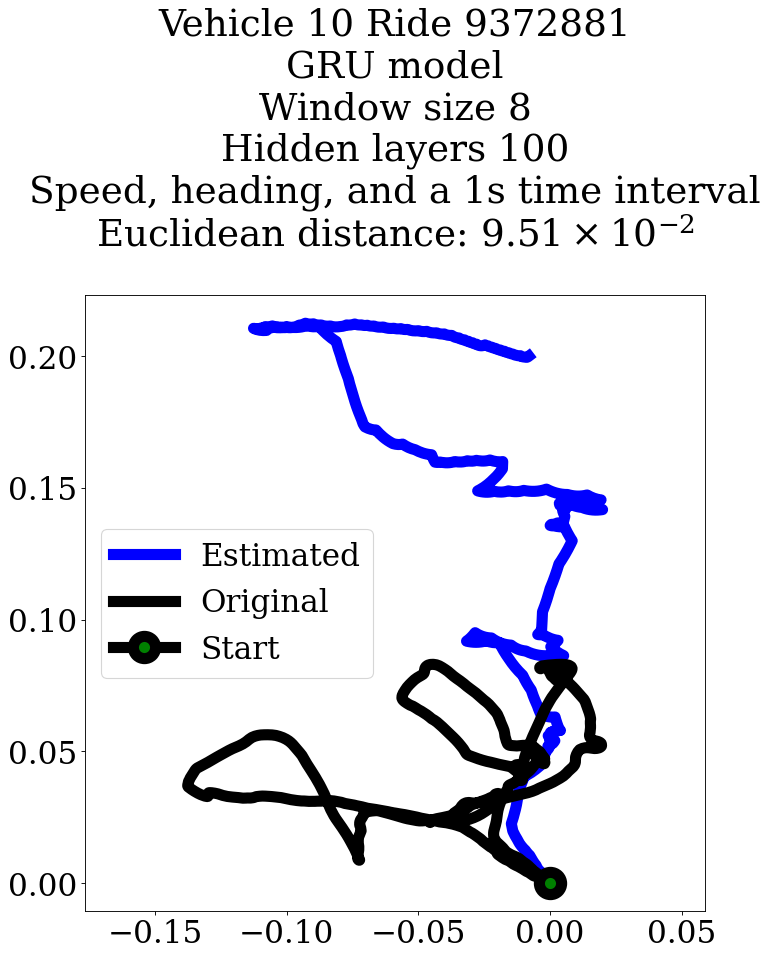 Vehicle 10 Ride 9372881
GRU model
Window size 8
Hidden layers 100
Speed, heading, and a 1s time interval
Euclidean distance: 9.51 × 10⁻²
0.20
0.15
0.10
0.05
0.00
Estimated
Original
Start
−0.15 −0.10 −0.05 0.00 0.05